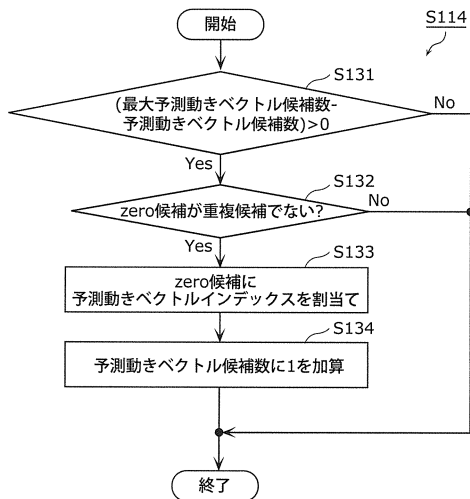 S114
開始
S131
(最大予測動きベクトル候補数-
予測動きベクトル候補数)>0
No
Yes
S132
zero候補が重複候補でない?
No
Yes
S133
zero候補に
予測動きベクトルインデックスを割当て
S134
予測動きベクトル候補数に1を加算
終了